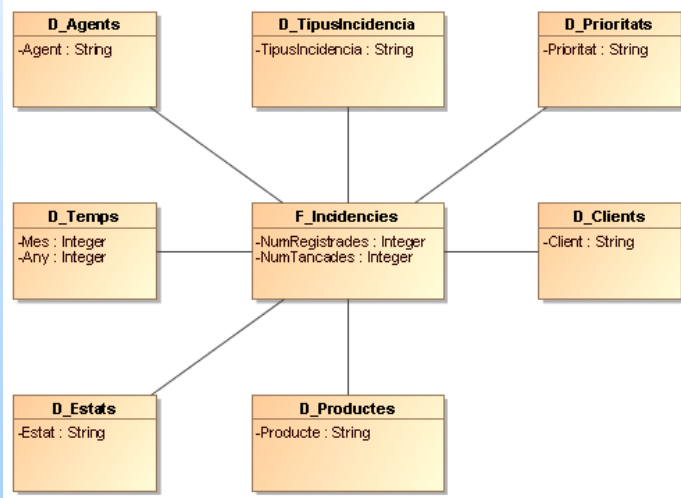 D_Agents
-Agent : String
D_TipusIncidencia
-TipusIncidencia : String
D_Prioritats
-Prioritat : String
D_Temps
-Mes : Integer
-Any : Integer
F_Incidencies
-NumRegistrades : Integer
-NumTancades : Integer
D_Clients
-Client : String
D_Estats
-Estat : String
D_Productes
-Producte : String